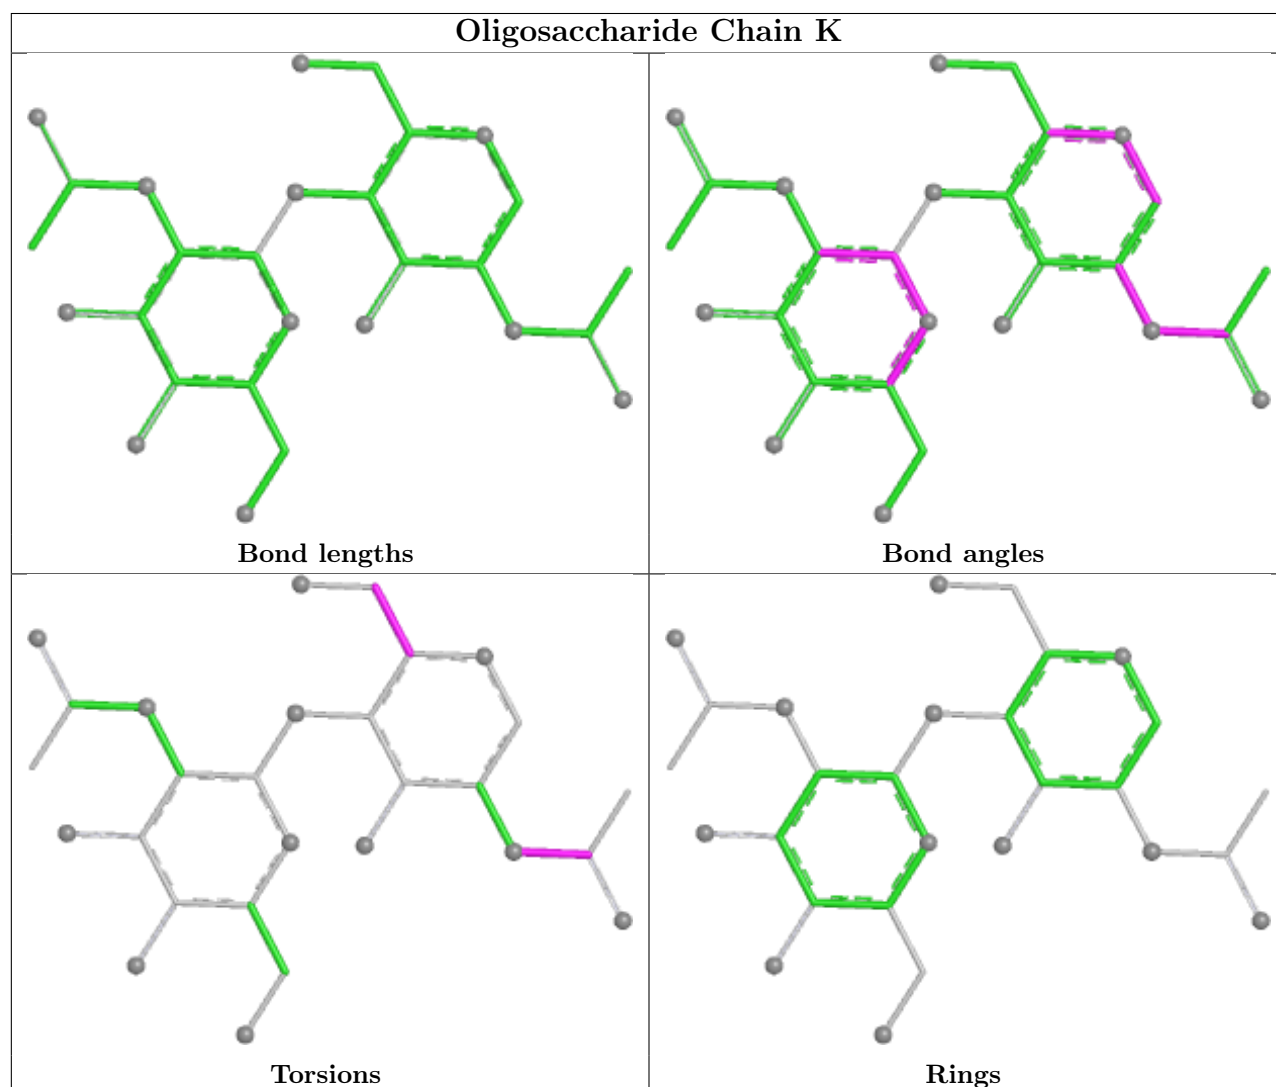 Oligosaccharide Chain K
Bond lengths
Bond angles
Torsions
Rings